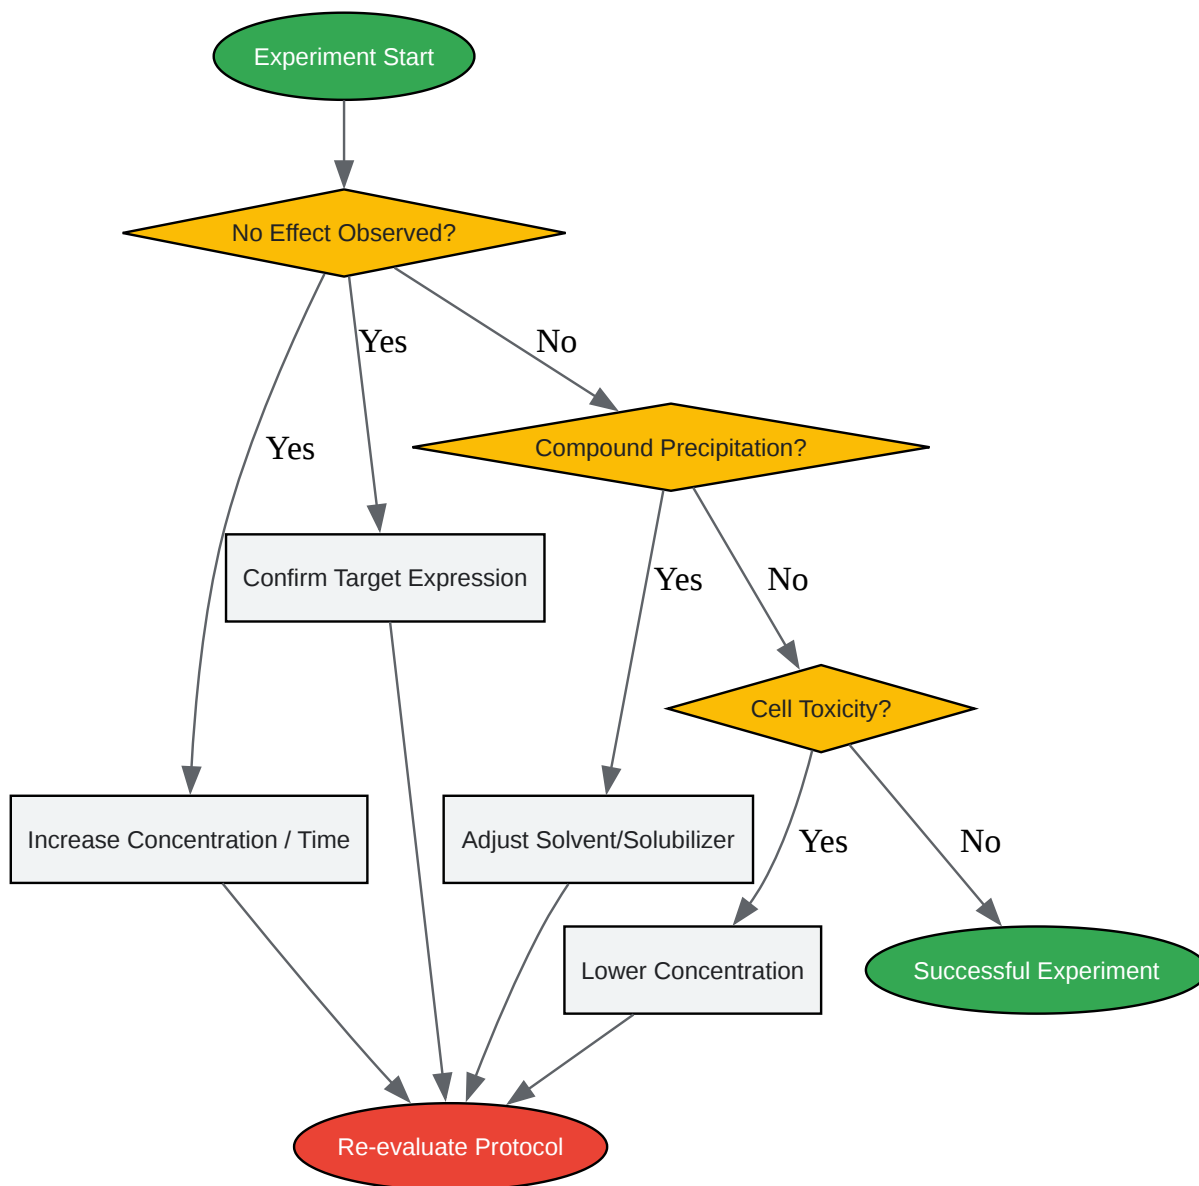 Experiment Start
No Effect Observed?
Yes
No
Yes
Compound Precipitation?
Confirm Target Expression
Yes
No
Cell Toxicity?
Increase Concentration / Time
Adjust Solvent/Solubilizer
Yes
No
Lower Concentration
Successful Experiment
Re-evaluate Protocol